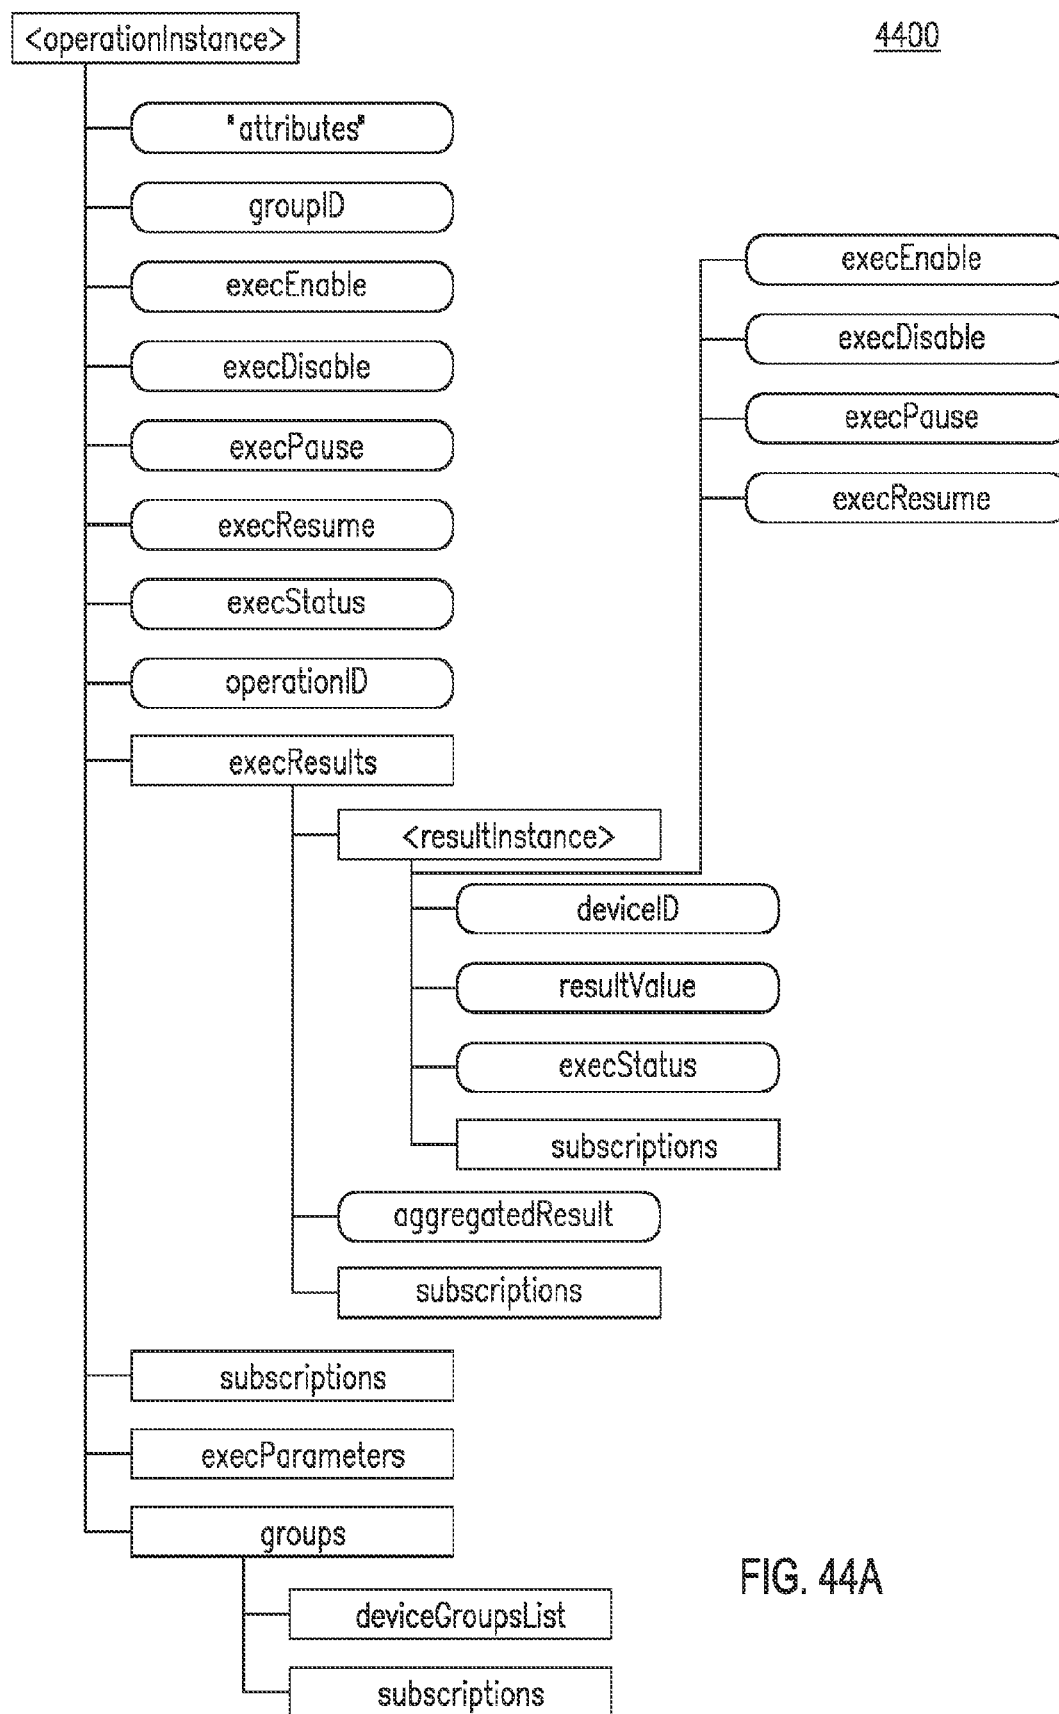 <operationInstance>
4400
"attributes"
groupID
execEnable
execDisable
execPause
execResume
execStatus
operationID
execResults
<resultInstance>
execEnable
execDisable
execPause
execResume
deviceID
resultValue
execStatus
subscriptions
aggregatedResult
subscriptions
subscriptions
execParameters
groups
deviceGroupsList
subscriptions
FIG. 44A